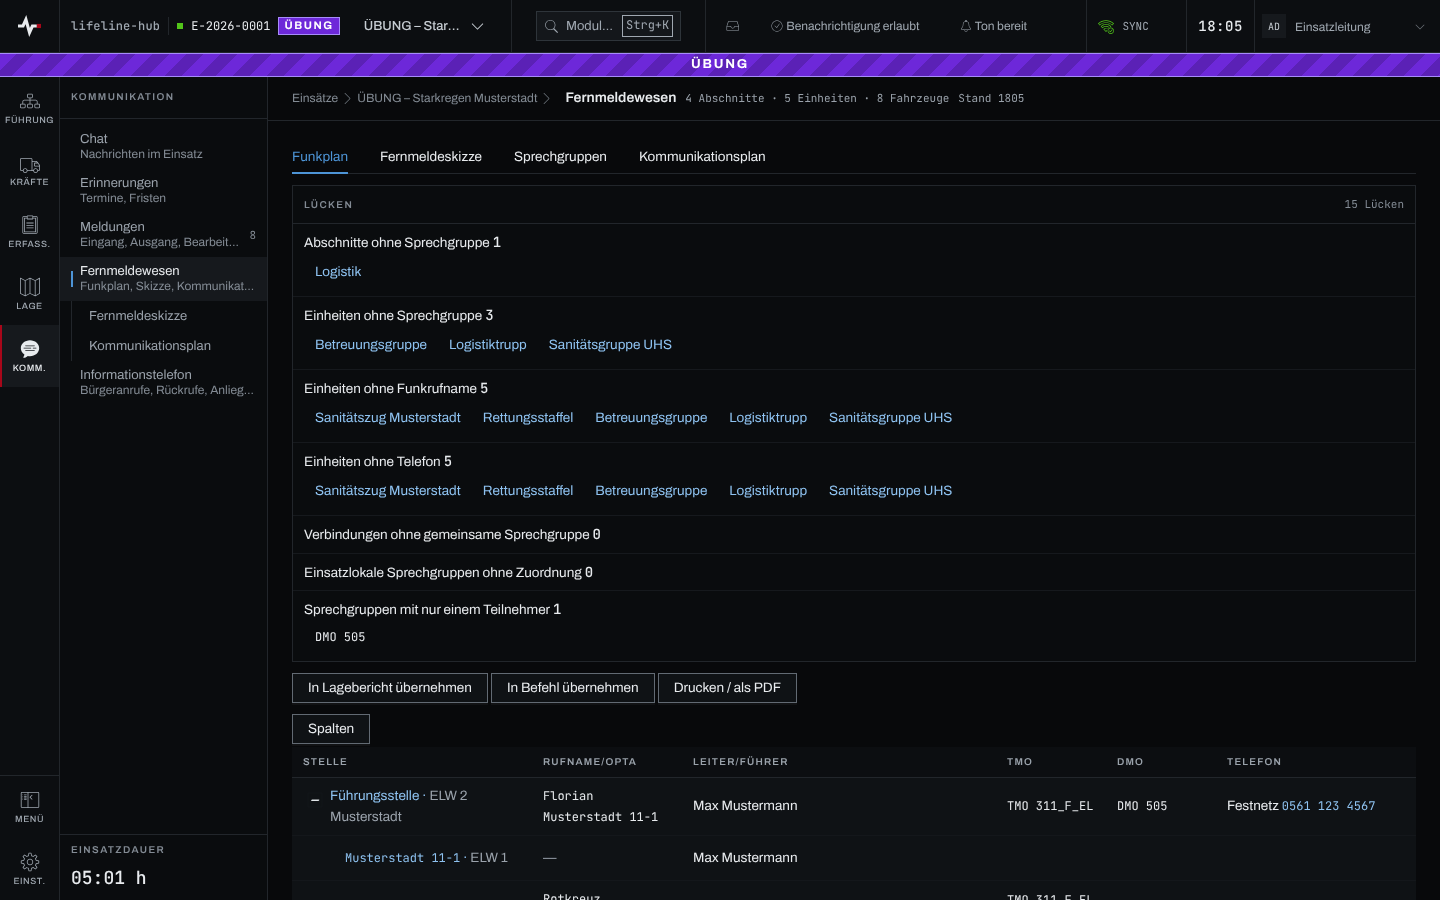 lifeline-hub
E-2026-0001 ÜBUNG
ÜBUNG – Star...
Modul... Strg+K
Benachrichtigung erlaubt
Ton bereit
SYNC
18:05
AD Einsatzleitung
ÜBUNG
FÜHRUNG
KRÄFTE
ERFASS.
LAGE
KOMM.
MENÜ
EINST.
KOMMUNIKATION
Chat
Nachrichten im Einsatz
Erinnerungen
Termine, Fristen
Meldungen
Eingang, Ausgang, Bearbeit... 8
Fernmeldewesen
Funkplan, Skizze, Kommunikat...
Fernmeldeskizze
Kommunikationsplan
Informationstelefon
Bürgeranrufe, Rückrufe, Anlieg...
EINSATZDAUER
05:01 h
Einsätze ÜBUNG – Starkregen Musterstadt Fernmeldewesen 4 Abschnitte · 5 Einheiten · 8 Fahrzeuge Stand 1805
Funkplan Fernmeldeskizze Sprechgruppen Kommunikationsplan
LÜCKEN 15 Lücken
Abschnitte ohne Sprechgruppe 1
Logistik
Einheiten ohne Sprechgruppe 3
Betreuungsgruppe Logistiktrupp Sanitätsgruppe UHS
Einheiten ohne Funkrufname 5
Sanitätszug Musterstadt Rettungsstaffel Betreuungsgruppe Logistiktrupp Sanitätsgruppe UHS
Einheiten ohne Telefon 5
Sanitätszug Musterstadt Rettungsstaffel Betreuungsgruppe Logistiktrupp Sanitätsgruppe UHS
Verbindungen ohne gemeinsame Sprechgruppe 0
Einsatzlokale Sprechgruppen ohne Zuordnung 0
Sprechgruppen mit nur einem Teilnehmer 1
DMO 505
In Lagebericht übernehmen In Befehl übernehmen Drucken / als PDF
Spalten
STELLE RUFNAME/OPTA LEITER/FÜHRER TMO DMO TELEFON
Führungsstelle · ELW 2 Musterstadt
Florian Musterstadt 11-1
Max Mustermann TMO 311_F_EL DMO 505 Festnetz 0561 123 4567
Musterstadt 11-1 · ELW 1 — Max Mustermann
Rotkreuz TMO 311_F_EL